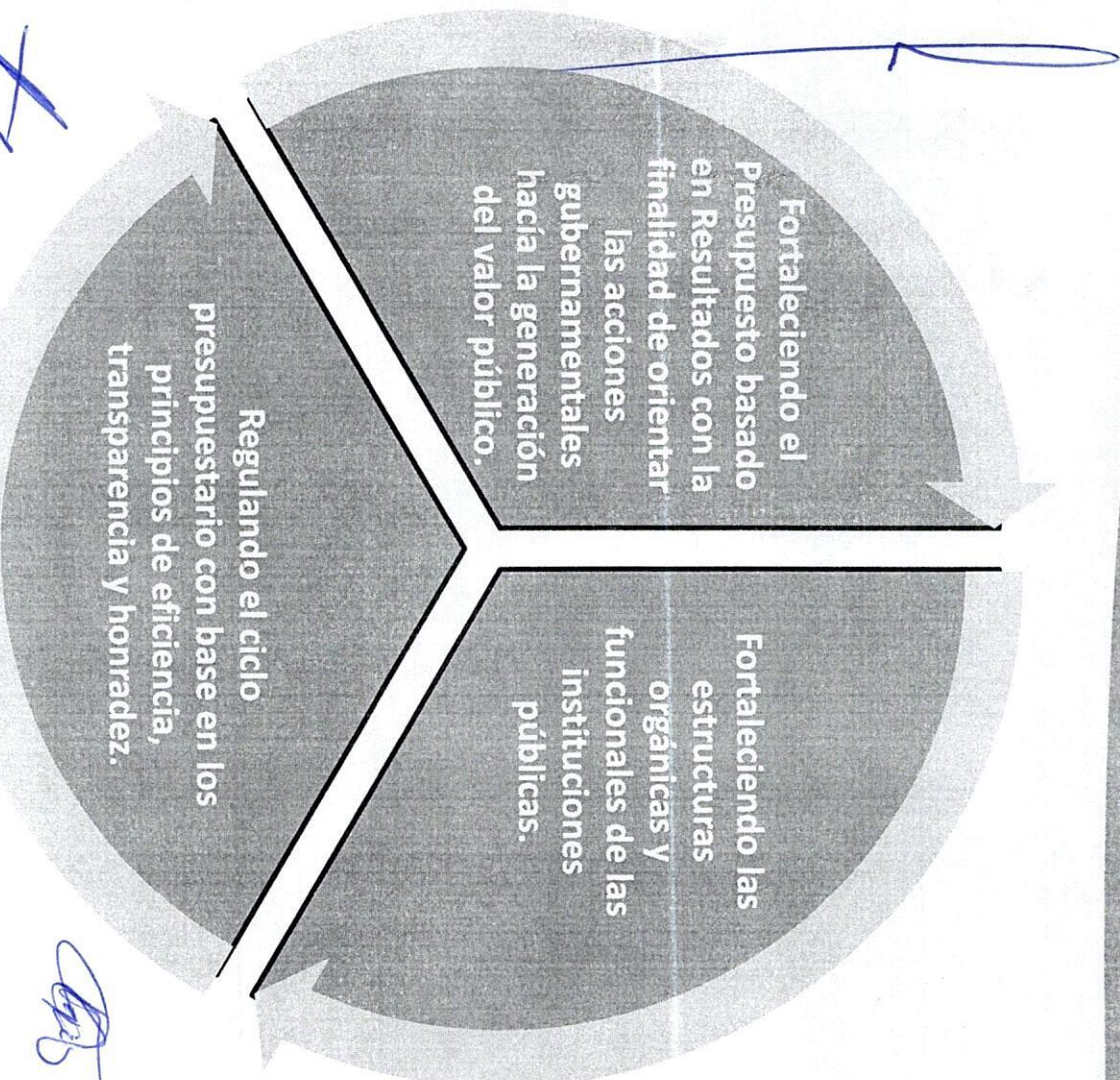 Fortaleciendo el
Presupuesto basado
en Resultados con la
finalidad de orientar
las acciones
gubernamentales
hacía la generación
del valor público.
Fortaleciendo las
estructuras
orgánicas y
funcionales de las
instituciones
públicas.
Regulando el ciclo
presupuestario con base en los
principios de eficiencia,
transparencia y honradez.